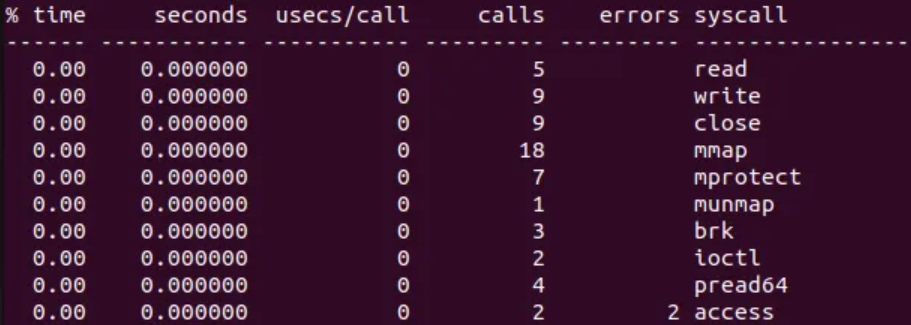 % time     seconds  usecs/call     calls    errors syscall
------ ----------- ----------- --------- --------- ----------------
  0.00    0.000000           0         5           read
  0.00    0.000000           0         9           write
  0.00    0.000000           0         9           close
  0.00    0.000000           0        18           mmap
  0.00    0.000000           0         7           mprotect
  0.00    0.000000           0         1           munmap
  0.00    0.000000           0         3           brk
  0.00    0.000000           0         2           ioctl
  0.00    0.000000           0         4           pread64
  0.00    0.000000           0         2         2 access